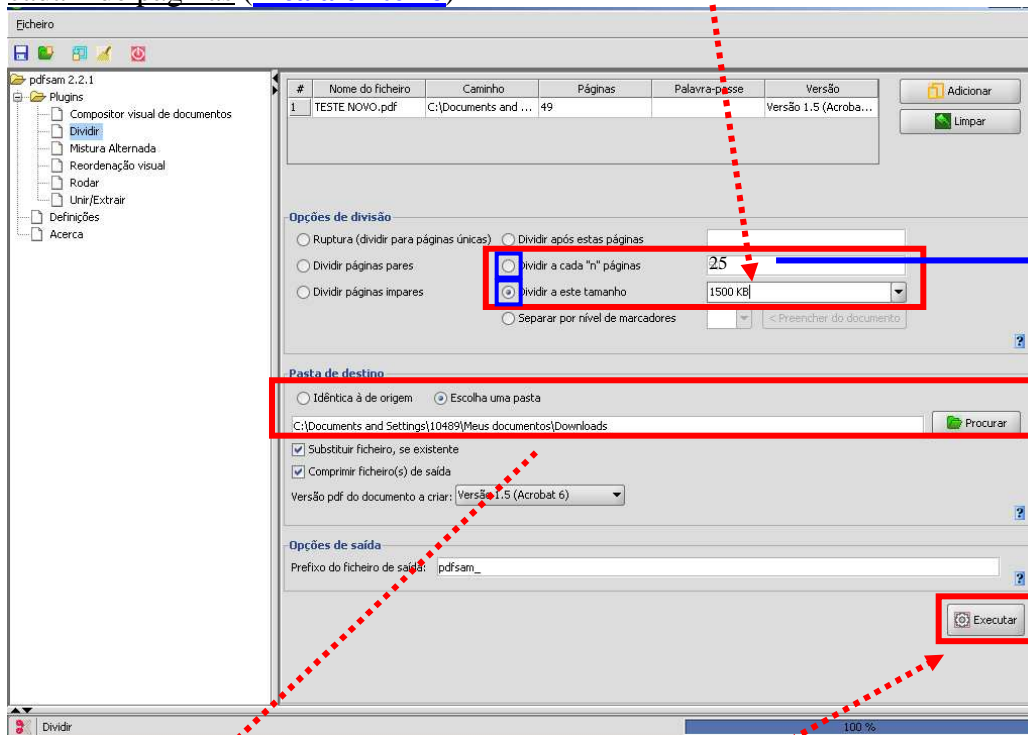 Ficheiro
pdfsam 2.2.1
Plugins
Compositor visual de documentos
Dividir
Mistura Alternada
Reordenação visual
Rodar
Unir/Extrair
Definições
Acerca
# Nome do ficheiro Caminho Páginas Palavra-passe Versão
1 TESTE NOVO.pdf C:\Documents and ... 49 Versão 1.5 (Acroba...
Adicionar
Limpar
Opções de divisão
Ruptura (dividir para páginas únicas) Dividir após estas páginas
Dividir páginas pares Dividir a cada "n" páginas 25
Dividir páginas impares Dividir a este tamanho 1500 KB
Separar por nível de marcadores < Preencher do documento
?
Pasta de destino
Idêntica à de origem Escolha uma pasta
C:\Documents and Settings\10489\Meus documentos\Downloads Procurar
Substituir ficheiro, se existente
Comprimir ficheiro(s) de saída
Versão pdf do documento a criar: Versão 1.5 (Acrobat 6)
?
Opções de saída
Prefixo do ficheiro de saída: pdfsam_
?
Executar
Dividir 100 %